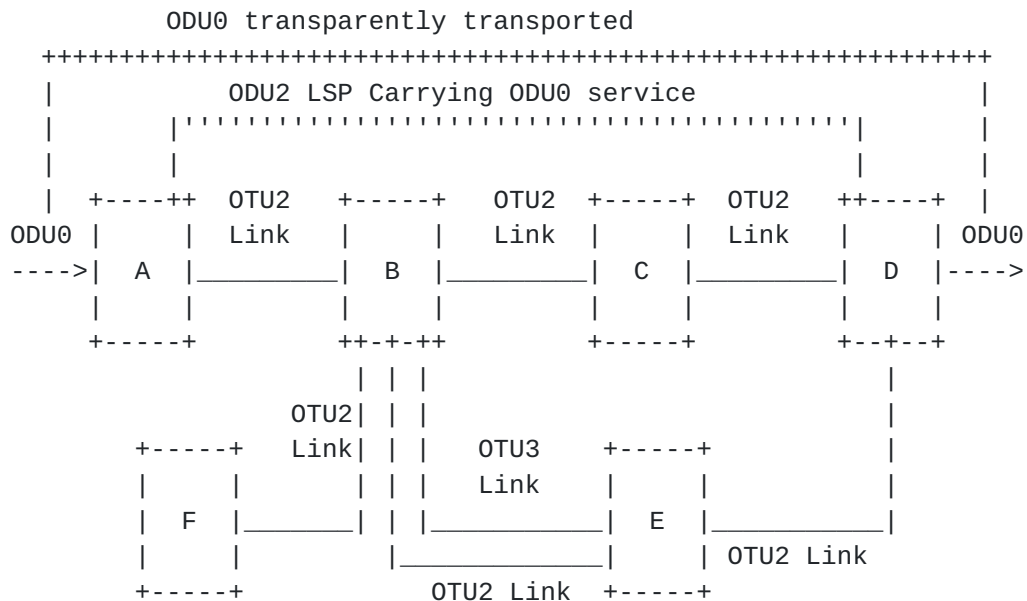 ODU0 transparently transported
ODU2 LSP Carrying ODU0 service
OTU2 OTU2 OTU2
ODU0 Link Link Link ODU0
A B C D
OTU2
Link OTU3
Link
F E
OTU2 Link
OTU2 Link